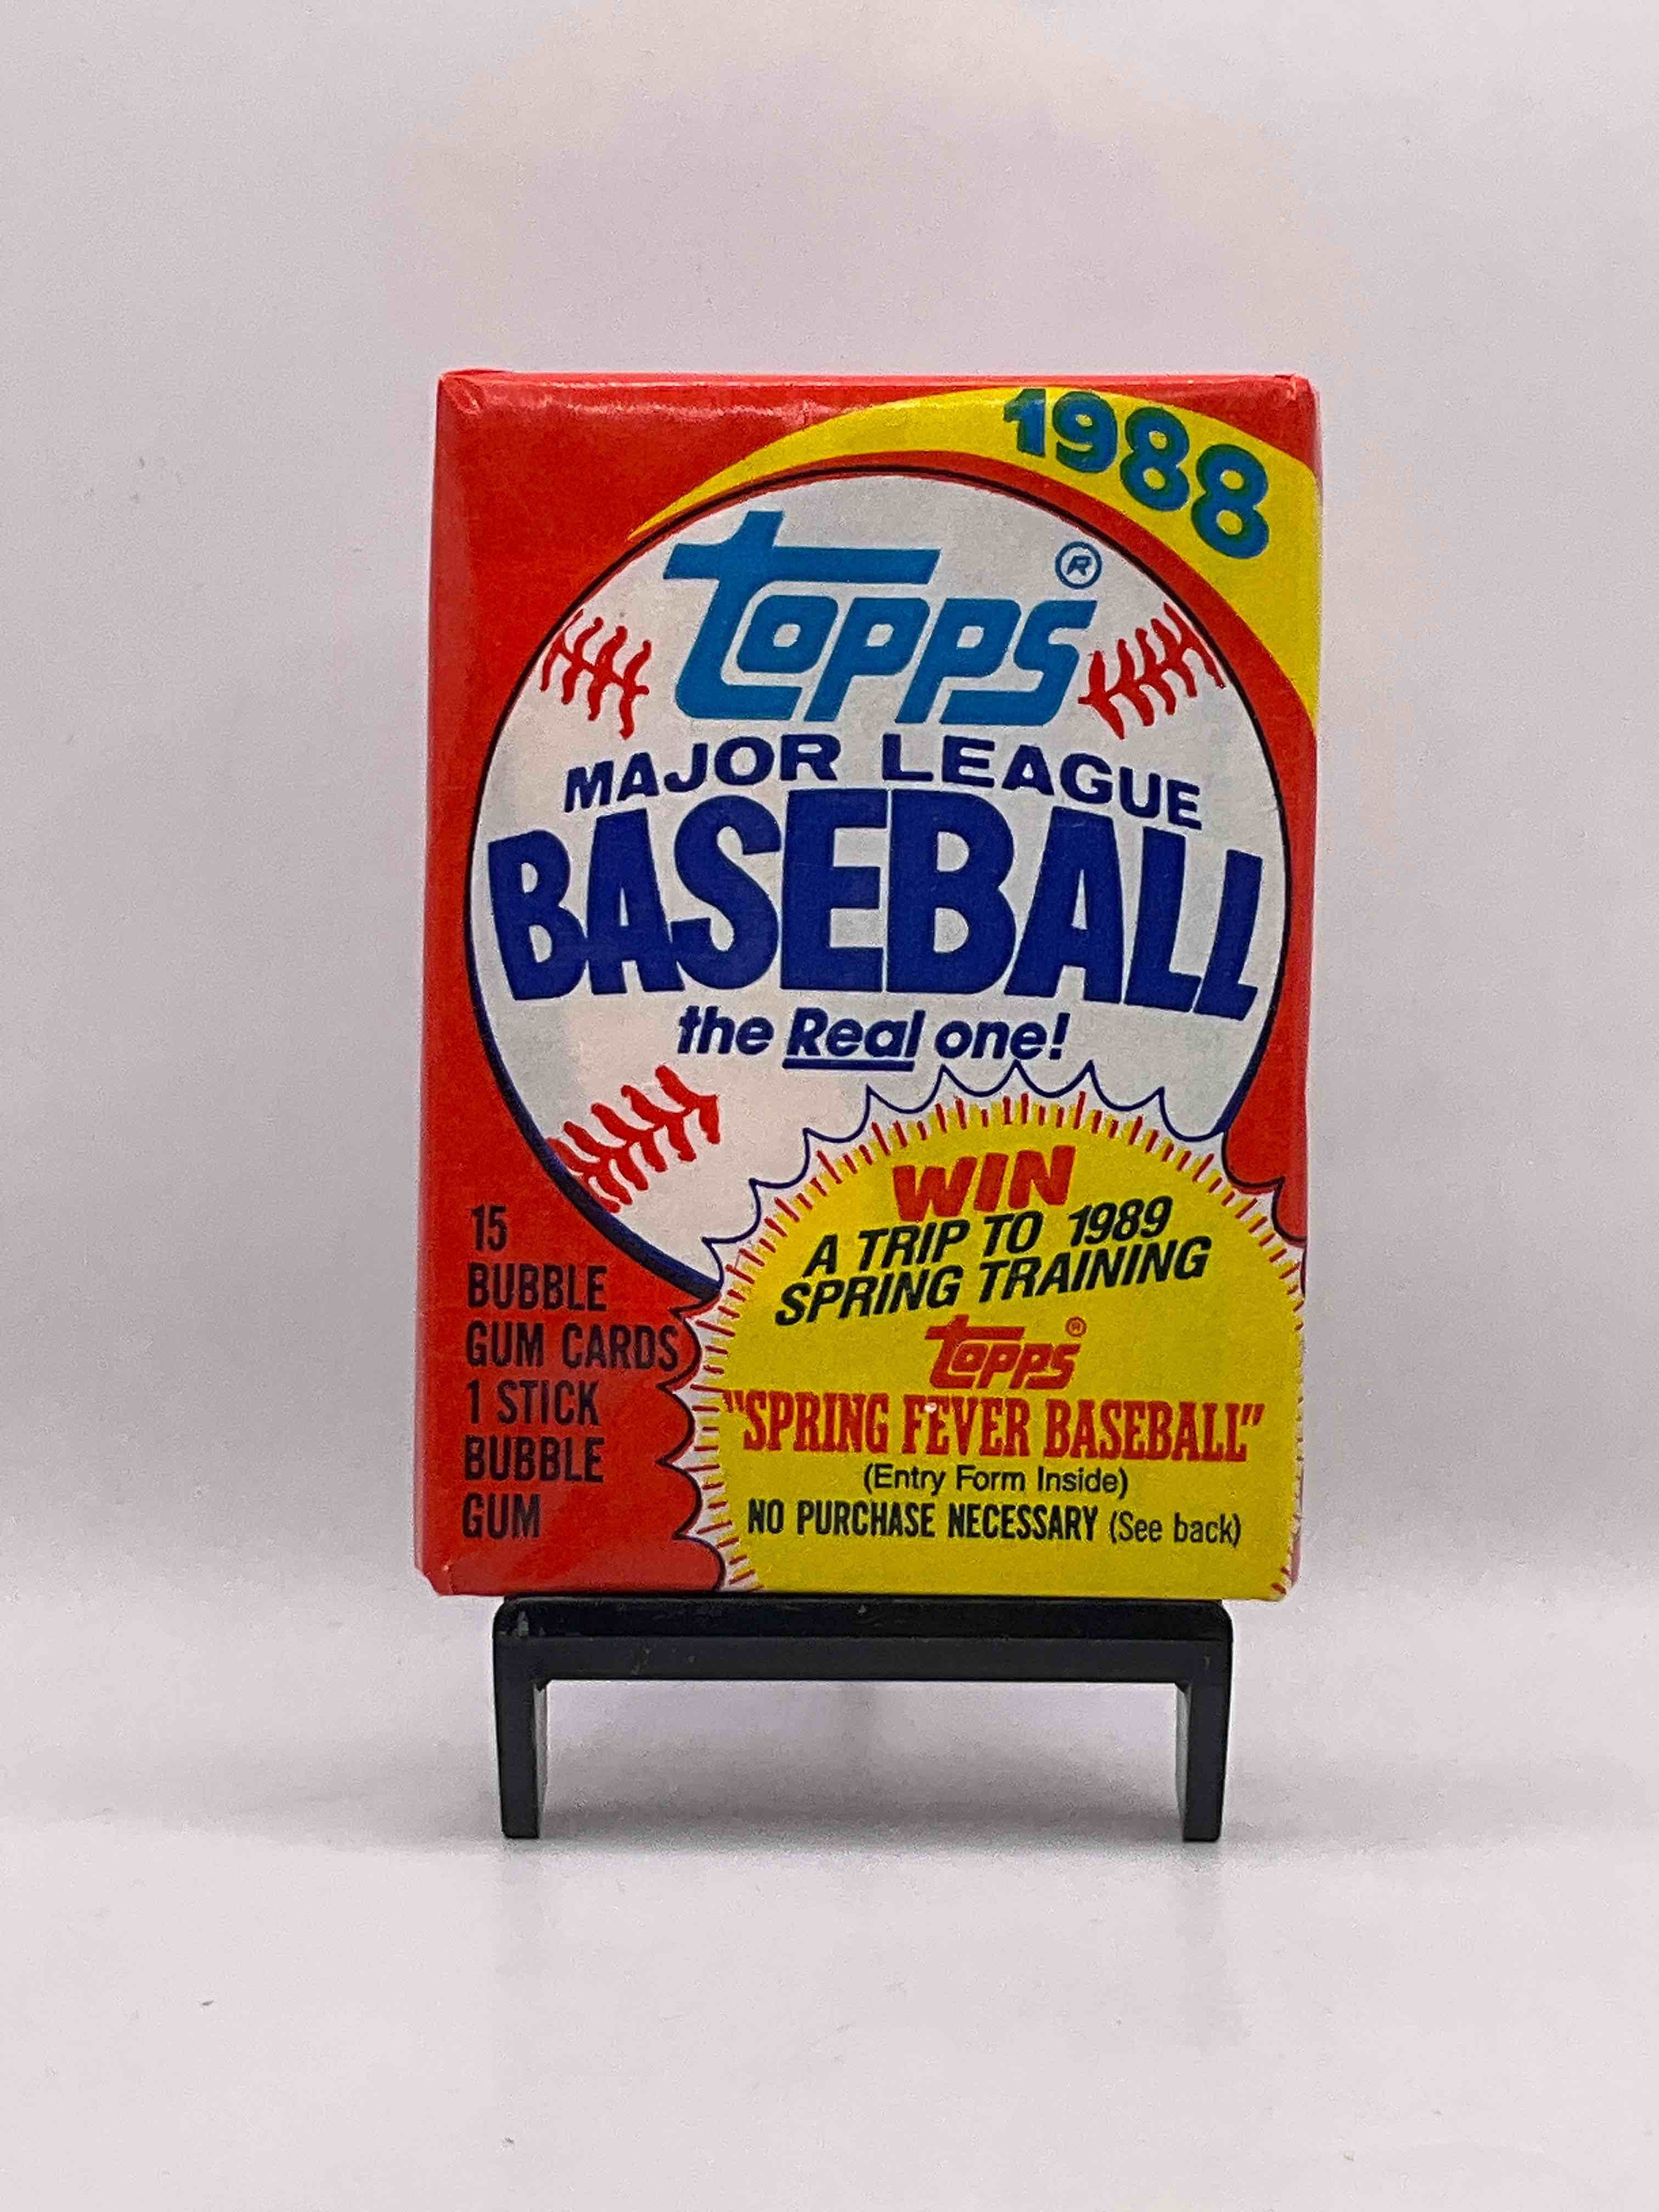 1988
topps®
MAJOR LEAGUE
BASEBALL
the Real one!
15
BUBBLE
GUM CARDS
1 STICK
BUBBLE
GUM
WIN
A TRIP TO 1989
SPRING TRAINING
topps®
"SPRING FEVER BASEBALL"
(Entry Form Inside)
NO PURCHASE NECESSARY (See back)